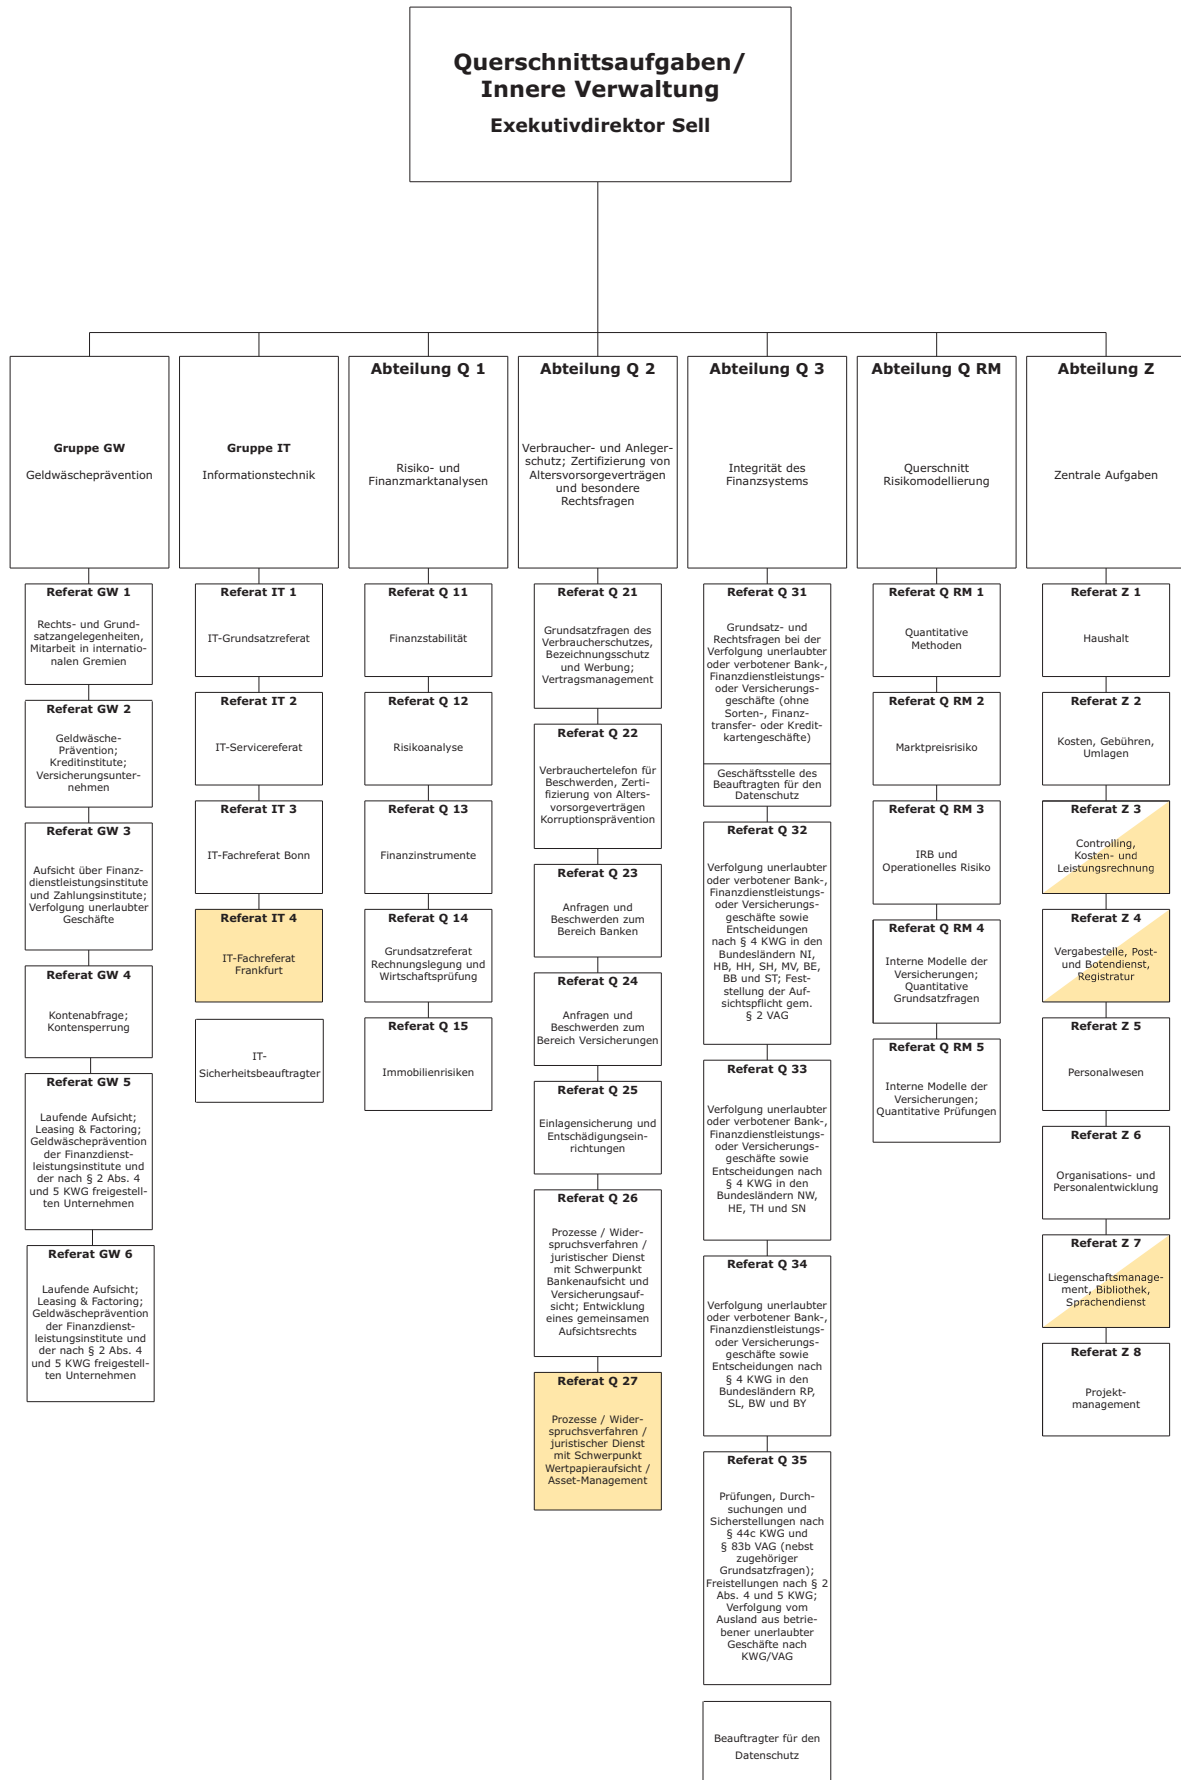 Querschnittsaufgaben/
Innere Verwaltung
Exekutivdirektor Sell
Gruppe GW
Geldwäscheprävention
Referat GW 1
Rechts- und Grund-
satzangelegenheiten,
Mitarbeit in internatio-
nalen Gremien
Referat GW 2
Geldwäsche-
Prävention;
Kreditinstitute;
Versicherungsunter-
nehmen
Referat GW 3
Aufsicht über Finanz-
dienstleistungsinstitute
und Zahlungsinstitute;
Verfolgung unerlaubter
Geschäfte
Referat GW 4
Kontenabfrage;
Kontensperrung
Referat GW 5
Laufende Aufsicht;
Leasing & Factoring;
Geldwäscheprävention
der Finanzdienst-
leistungsinstitute und
der nach § 2 Abs. 4
und 5 KWG freigestell-
ten Unternehmen
Referat GW 6
Laufende Aufsicht;
Leasing & Factoring;
Geldwäscheprävention
der Finanzdienst-
leistungsinstitute und
der nach § 2 Abs. 4
und 5 KWG freigestell-
ten Unternehmen
Gruppe IT
Informationstechnik
Referat IT 1
IT-Grundsatzreferat
Referat IT 2
IT-Servicereferat
Referat IT 3
IT-Fachreferat Bonn
Referat IT 4
IT-Fachreferat
Frankfurt
IT-
Sicherheitsbeauftragter
Abteilung Q 1
Risiko- und
Finanzmarktanalysen
Referat Q 11
Finanzstabilität
Referat Q 12
Risikoanalyse
Referat Q 13
Finanzinstrumente
Referat Q 14
Grundsatzreferat
Rechnungslegung und
Wirtschaftsprüfung
Referat Q 15
Immobilienrisiken
Abteilung Q 2
Verbraucher- und Anleger-
schutz; Zertifizierung von
Altersvorsorgeverträgen
und besondere
Rechtsfragen
Referat Q 21
Grundsatzfragen des
Verbraucherschutzes,
Bezeichnungsschutz
und Werbung;
Vertragsmanagement
Referat Q 22
Verbrauchertelefon für
Beschwerden, Zerti-
fizierung von Alters-
vorsorgeverträgen
Korruptionsprävention
Referat Q 23
Anfragen und
Beschwerden zum
Bereich Banken
Referat Q 24
Anfragen und
Beschwerden zum
Bereich Versicherungen
Referat Q 25
Einlagensicherung und
Entschädigungsein-
richtungen
Referat Q 26
Prozesse / Wider-
spruchsverfahren /
juristischer Dienst
mit Schwerpunkt
Bankenaufsicht und
Versicherungsauf-
sicht; Entwicklung
eines gemeinsamen
Aufsichtsrechts
Referat Q 27
Prozesse / Wider-
spruchsverfahren /
juristischer Dienst
mit Schwerpunkt
Wertpapieraufsicht /
Asset-Management
Abteilung Q 3
Integrität des
Finanzsystems
Referat Q 31
Grundsatz- und
Rechtsfragen bei der
Verfolgung unerlaubter
oder verbotener Bank-,
Finanzdienstleistungs-
oder Versicherungs-
geschäfte (ohne
Sorten-, Finanz-
transfer- oder Kredit-
kartengeschäfte)
Geschäftsstelle des
Beauftragten für den
Datenschutz
Referat Q 32
Verfolgung unerlaubter
oder verbotener Bank-,
Finanzdienstleistungs-
oder Versicherungs-
geschäfte sowie
Entscheidungen
nach § 4 KWG in den
Bundesländern NI,
HB, HH, SH, MV, BE,
BB und ST; Fest-
stellung der Auf-
sichtspflicht gem.
§ 2 VAG
Referat Q 33
Verfolgung unerlaubter
oder verbotener Bank-,
Finanzdienstleistungs-
oder Versicherungs-
geschäfte sowie
Entscheidungen nach
§ 4 KWG in den
Bundesländern NW,
HE, TH und SN
Referat Q 34
Verfolgung unerlaubter
oder verbotener Bank-,
Finanzdienstleistungs-
oder Versicherungs-
geschäfte sowie
Entscheidungen nach
§ 4 KWG in den
Bundesländern RP,
SL, BW und BY
Referat Q 35
Prüfungen, Durch-
suchungen und
Sicherstellungen nach
§ 44c KWG und
§ 83b VAG (nebst
zugehöriger
Grundsatzfragen);
Freistellungen nach § 2
Abs. 4 und 5 KWG;
Verfolgung vom
Ausland aus betrie-
bener unerlaubter
Geschäfte nach
KWG/VAG
Beauftragter für den
Datenschutz
Abteilung Q RM
Querschnitt
Risikomodellierung
Referat Q RM 1
Quantitative
Methoden
Referat Q RM 2
Marktpreisrisiko
Referat Q RM 3
IRB und
Operationelles Risiko
Referat Q RM 4
Interne Modelle der
Versicherungen;
Quantitative
Grundsatzfragen
Referat Q RM 5
Interne Modelle der
Versicherungen;
Quantitative Prüfungen
Abteilung Z
Zentrale Aufgaben
Referat Z 1
Haushalt
Referat Z 2
Kosten, Gebühren,
Umlagen
Referat Z 3
Controlling,
Kosten- und
Leistungsrechnung
Referat Z 4
Vergabestelle, Post-
und Botendienst,
Registratur
Referat Z 5
Personalwesen
Referat Z 6
Organisations- und
Personalentwicklung
Referat Z 7
Liegenschaftsmanage-
ment, Bibliothek,
Sprachendienst
Referat Z 8
Projekt-
management